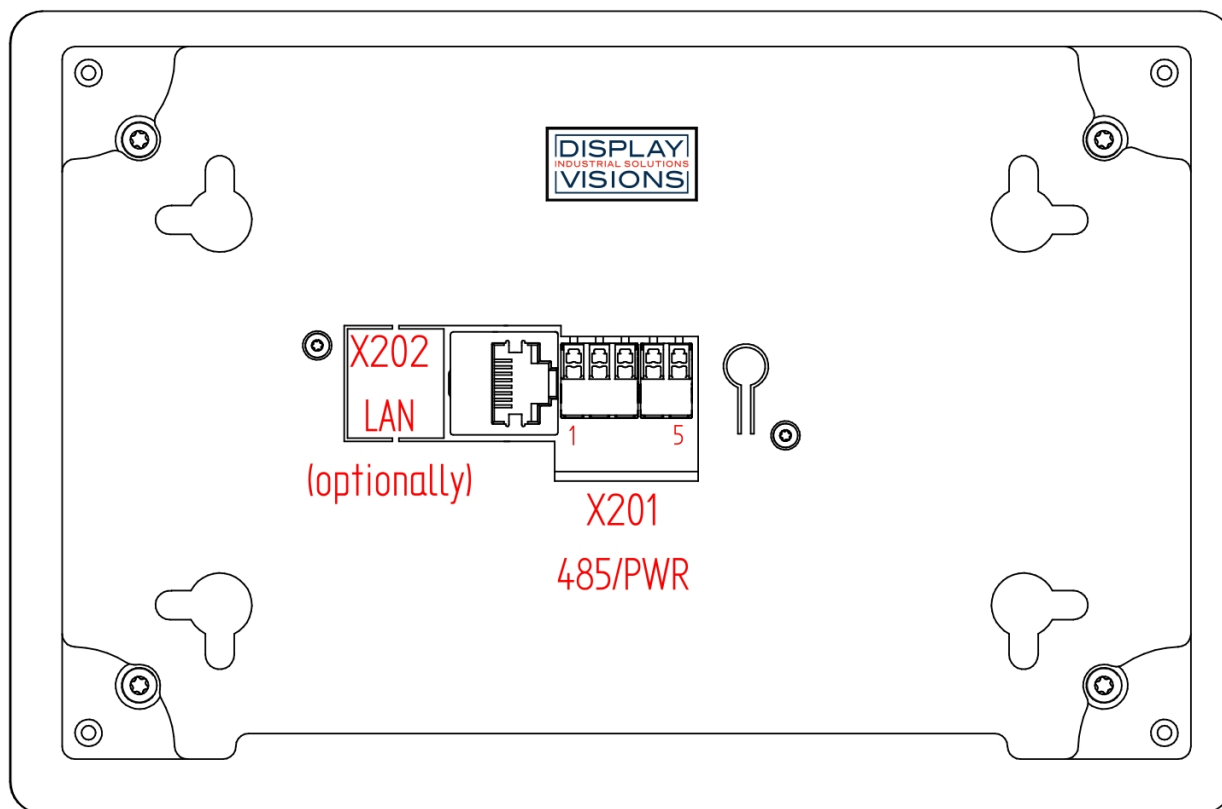 DISPLAY
INDUSTRIAL SOLUTIONS
VISIONS
X202
LAN
(optionally)
1 5
X201
485/PWR